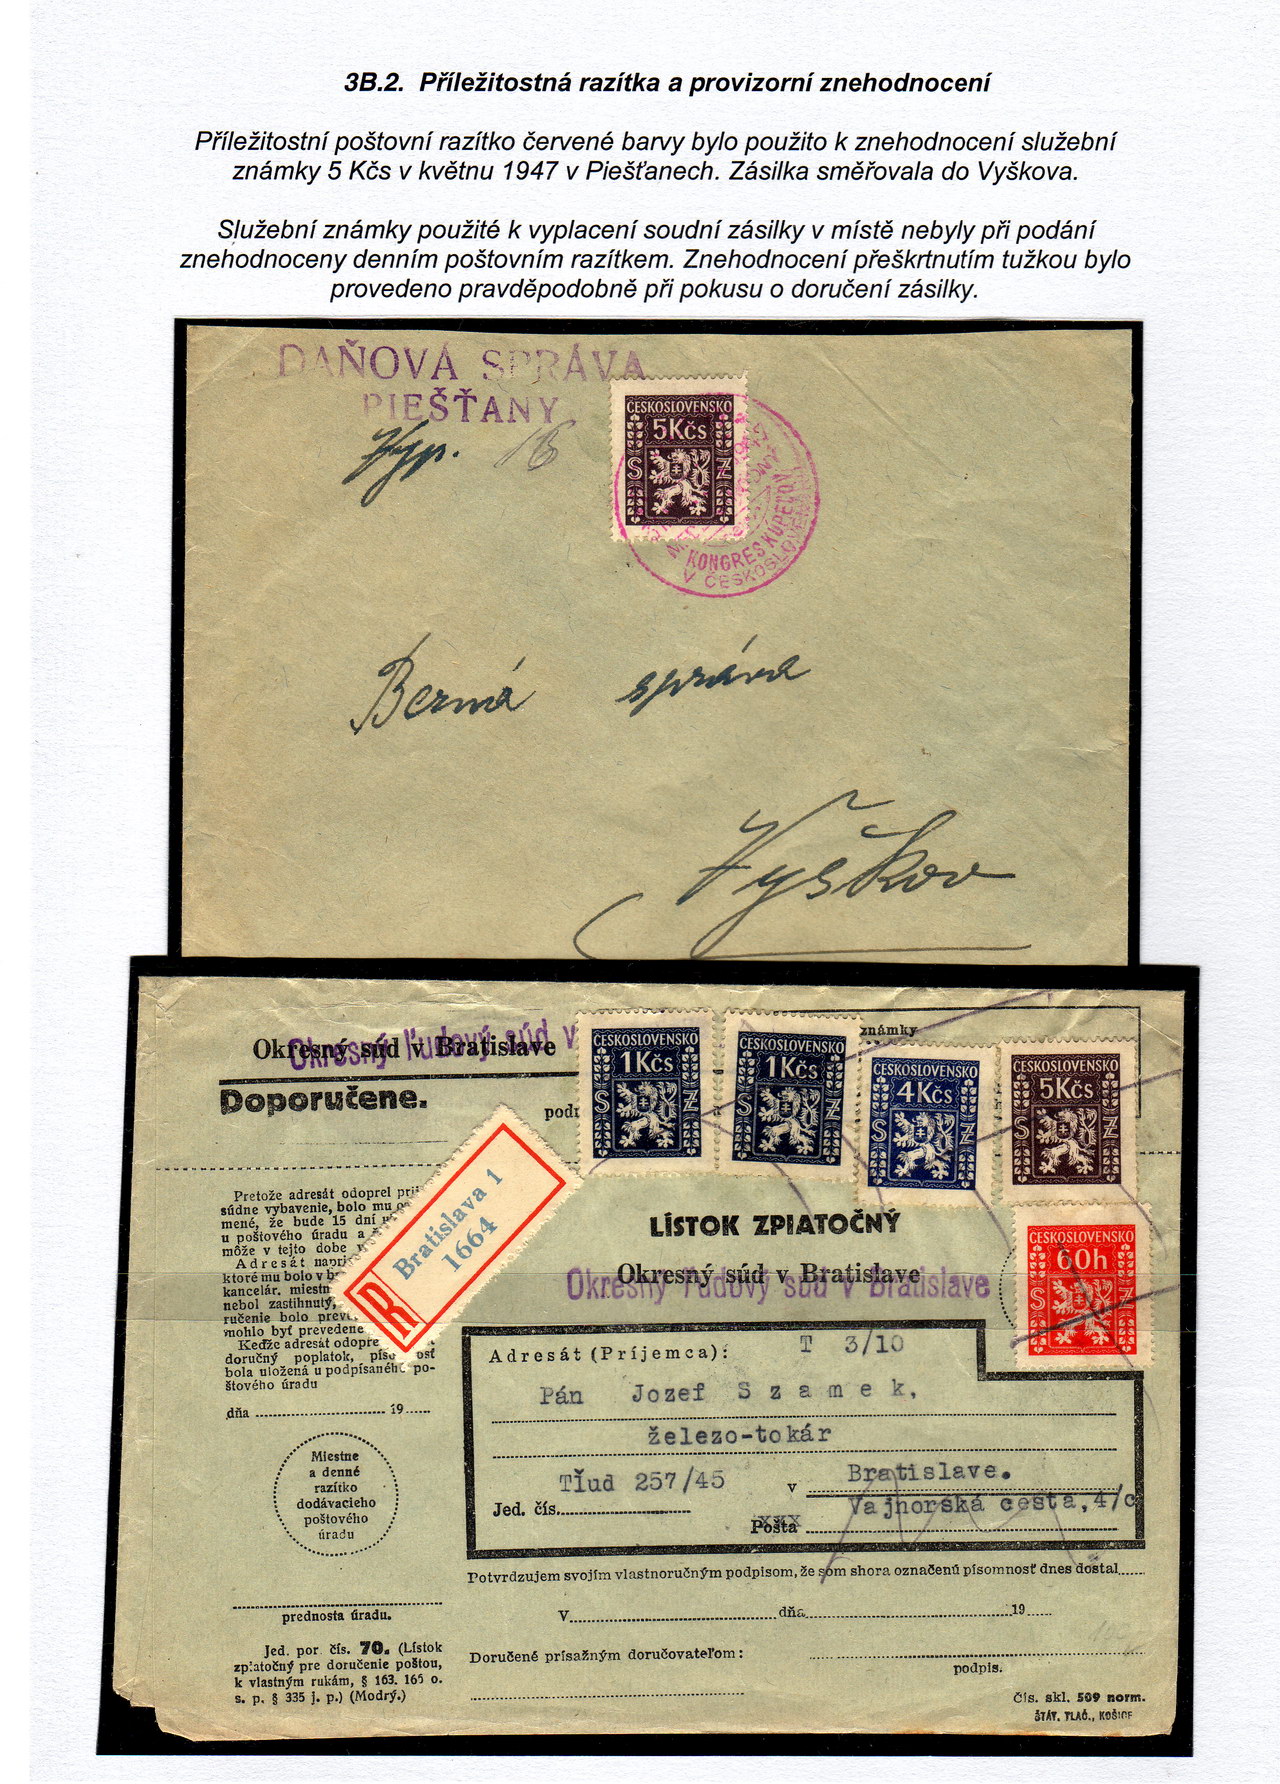 3B.2. Příležitostná razítka a provizorní znehodnocení
Příležitostní poštovní razítko červené barvy bylo použito k znehodnocení služební
známky 5 Kčs v květnu 1947 v Piešťanech. Zásilka směřovala do Vyškova.
Služební známky použité k vyplacení soudní zásilky v místě nebyly při podání
znehodnoceny denním poštovním razítkem. Znehodnocení přeškrtnutím tužkou bylo
provedeno pravděpodobně při pokusu o doručení zásilky.
DAŇOVÁ SPRÁVA
PIEŠŤANY
Vyp. 16
ČESKOSLOVENSKO
5Kčs
S Z
KONGRES KÚPEĽOV
V ČESKOSLOVENSKU
Berná správa
Vyškov
Okresný súd v Bratislave
Okresný ľudový súd v
známky
Doporučene.
ČESKOSLOVENSKO
1Kčs
S Z
ČESKOSLOVENSKO
1Kčs
S Z
ČESKOSLOVENSKO
4Kčs
S Z
ČESKOSLOVENSKO
5Kčs
S Z
ČESKOSLOVENSKO
60h
S Z
R
Bratislava 1
1664
Pretože adresát odoprel
súdne vybavenie, bolo mu
mené, že bude 15 dní
u poštového úradu a
môže v tejto dobe
Adresát
ktoré mu bolo v
kancelár. miestn
nebol zastihnutý,
ručenie bolo
mohlo byť prevedené
Keďže adresát odopre
doručný poplatok,
bola uložená u podpísaného po-
štového úradu
dňa 19
Miestne
a denné
razítko
dodávacieho
poštového
úradu
prednosta úradu.
Jed. por. čís. 70. (Lístok
zpiatočný pre doručenie poštou,
k vlastným rukám, § 163. 165 o.
s. p. § 335 j. p.) (Modrý.)
LÍSTOK ZPIATOČNÝ
Okresný súd v Bratislave
Okresný ľudový súd v Bratislave
Adresát (Príjemca): T 3/10
Pán Jozef Szamek,
železo-tokár
Tľud 257/45 v Bratislave.
Jed. čís. Vajnorská cesta, 4/c
Pošta
Potvrdzujem svojím vlastnoručným podpisom, že som shora označenú písomnosť dnes dostal
V dňa 19
Doručené prísažným doručovateľom:
podpis.
Čís. skl. 509 norm.
ŠTÁT. TLAČ., KOŠICE